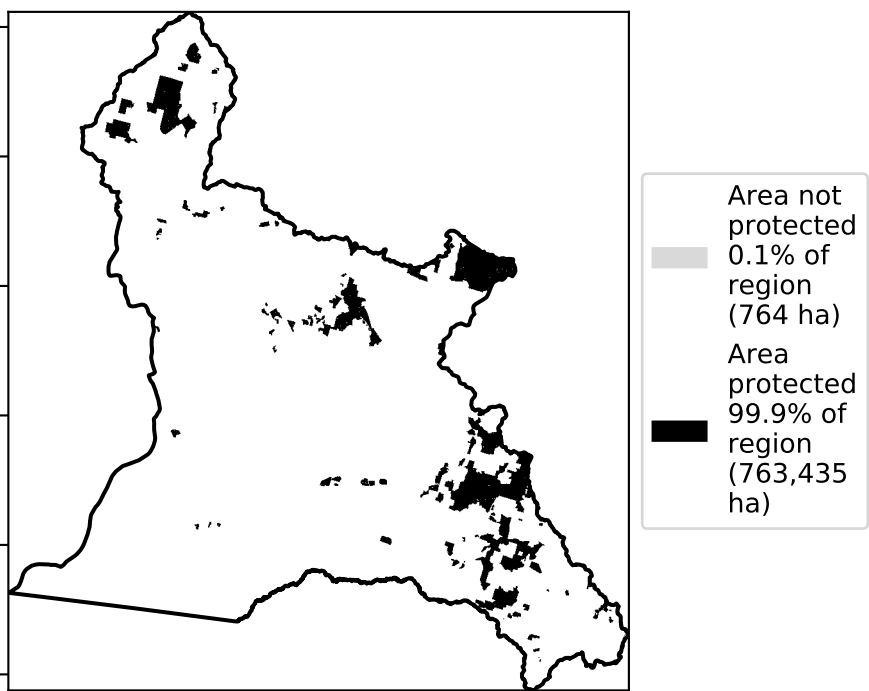 Area not
protected
0.1% of
region
(764 ha)
Area
protected
99.9% of
region
(763,435
ha)